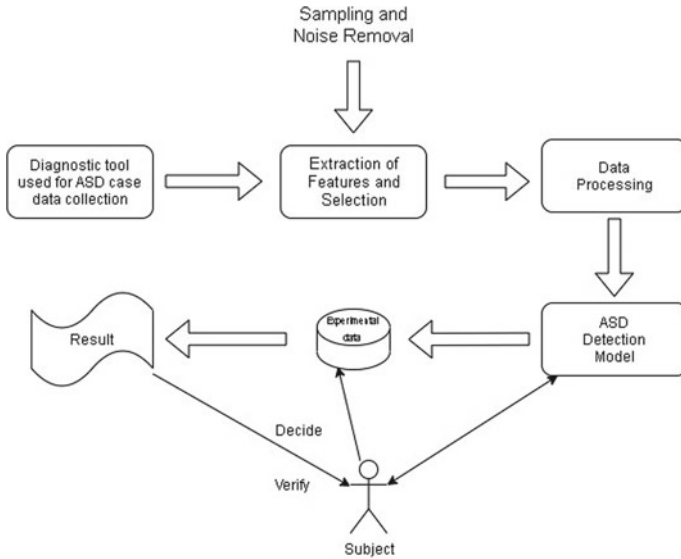 Sampling and
Noise Removal
Diagnostic tool
used for ASD case
data collection
Extraction of
Features and
Selection
Data
Processing
Result
Experimental
data
ASD
Detection
Model
Decide
Verify
Subject